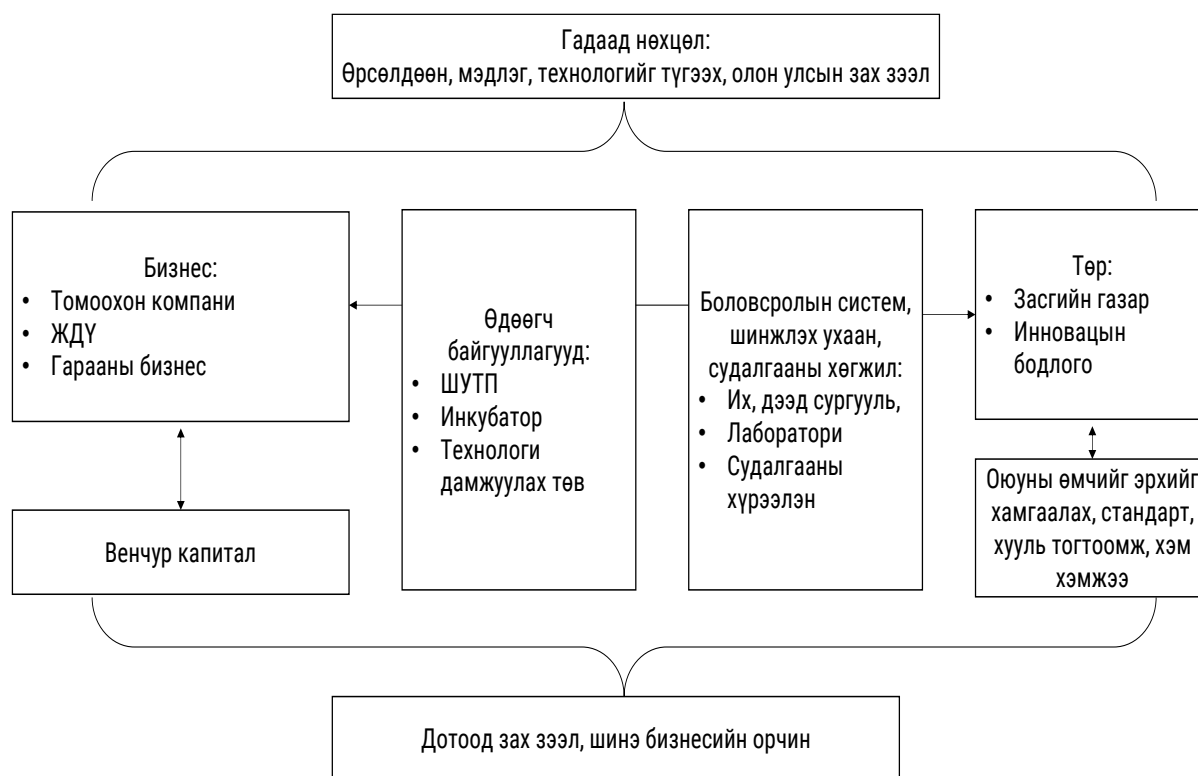 Гадаад нөхцөл:
Өрсөлдөөн, мэдлэг, технологийг түгээх, олон улсын зах зээл
Бизнес:
• Томоохон компани
• ЖДҮ
• Гарааны бизнес
Венчур капитал
Өдөөгч
байгууллагууд:
• ШУТП
• Инкубатор
• Технологи
дамжуулах төв
Боловсролын систем,
шинжлэх ухаан,
судалгааны хөгжил:
• Их, дээд сургууль,
• Лаборатори
• Судалгааны
хүрээлэн
Төр:
• Засгийн газар
• Инновацын
бодлого
Оюуны өмчийг эрхийг
хамгаалах, стандарт,
хууль тогтоомж, хэм
хэмжээ
Дотоод зах зээл, шинэ бизнесийн орчин